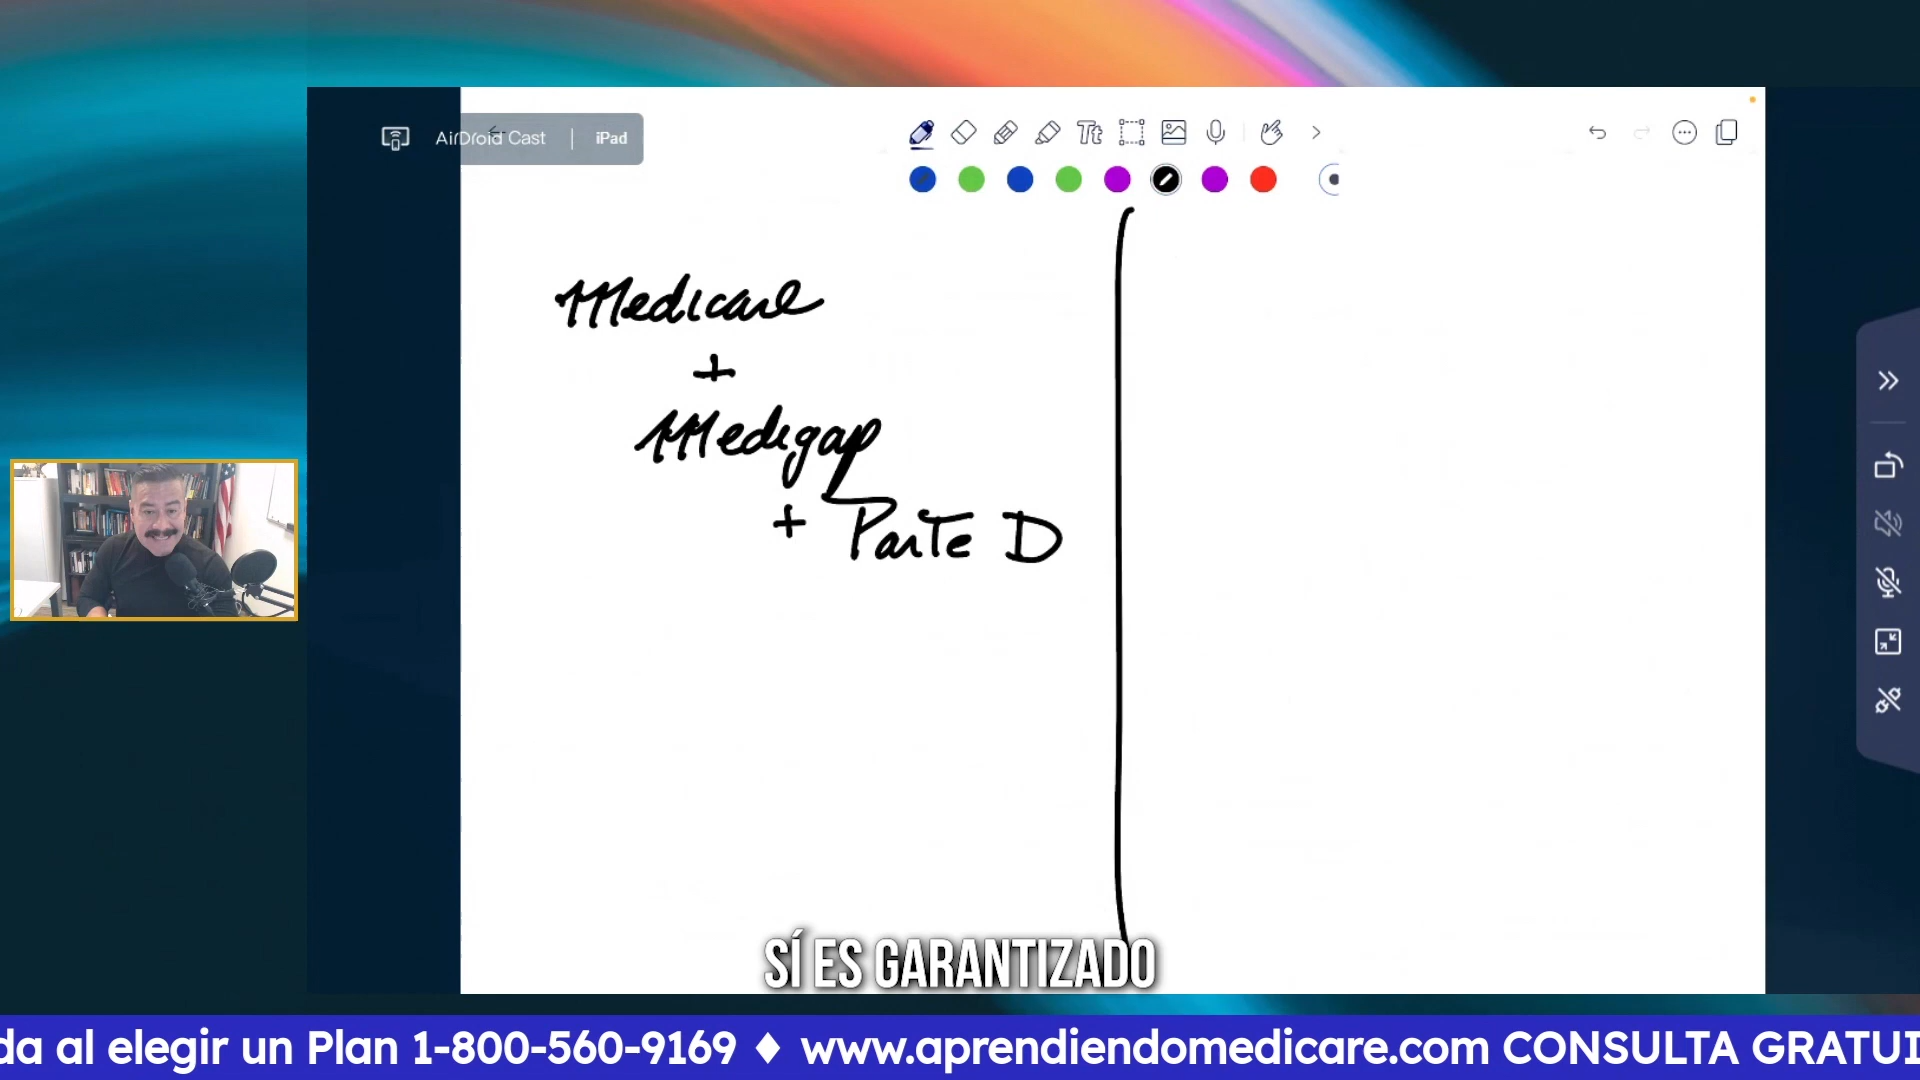 AirDroid Cast | iPad
Tt
Medicare
+
Medigap
+ Parte D
SÍ ES GARANTIZADO
da al elegir un Plan 1-800-560-9169 ♦ www.aprendiendomedicare.com CONSULTA GRATUI